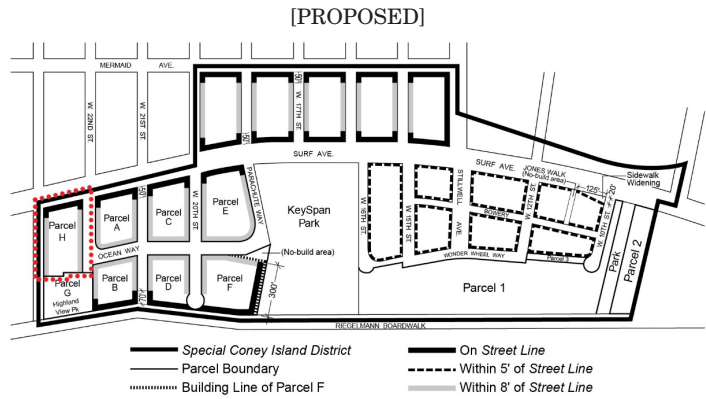 [PROPOSED]
MERMAID AVE.
W. 22ND ST.
W. 21ST ST.
W. 17TH ST.
50'
50'
SURF AVE.
50'
W. 20TH ST.
PARACHUTE WAY
Parcel A
Parcel C
Parcel E
Parcel H
KeySpan Park
W. 16TH ST.
W. 15TH ST.
STILLWELL AVE.
SURF AVE.
JONES WALK
(No-build area)
125'
20'
Sidewalk Widening
BOWERY
W. 12TH ST.
W. 10TH ST.
OCEAN WAY
(No-build area)
WONDER WHEEL WAY
Parcel 3
Park
Parcel 2
Parcel G
Highland View Pk
Parcel B
70'
Parcel D
Parcel F
300'
Parcel 1
RIEGELMANN BOARDWALK
Special Coney Island District
On Street Line
Parcel Boundary
Within 5' of Street Line
Building Line of Parcel F
Within 8' of Street Line